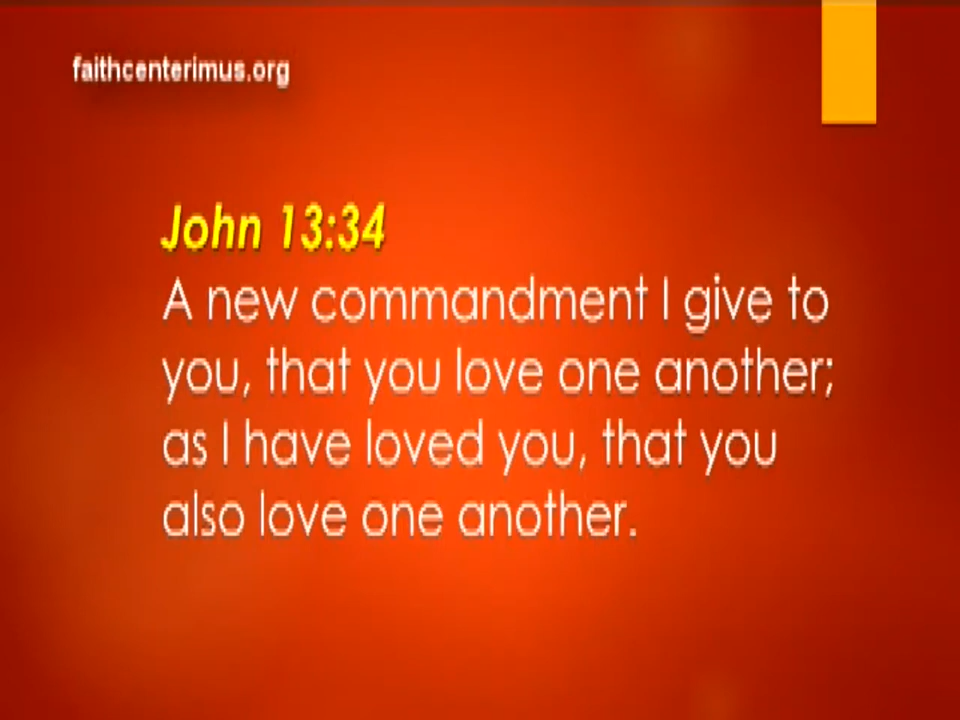 faithcenterimus.org
John 13:34
A new commandment I give to
you, that you love one another;
as I have loved you, that you
also love one another.